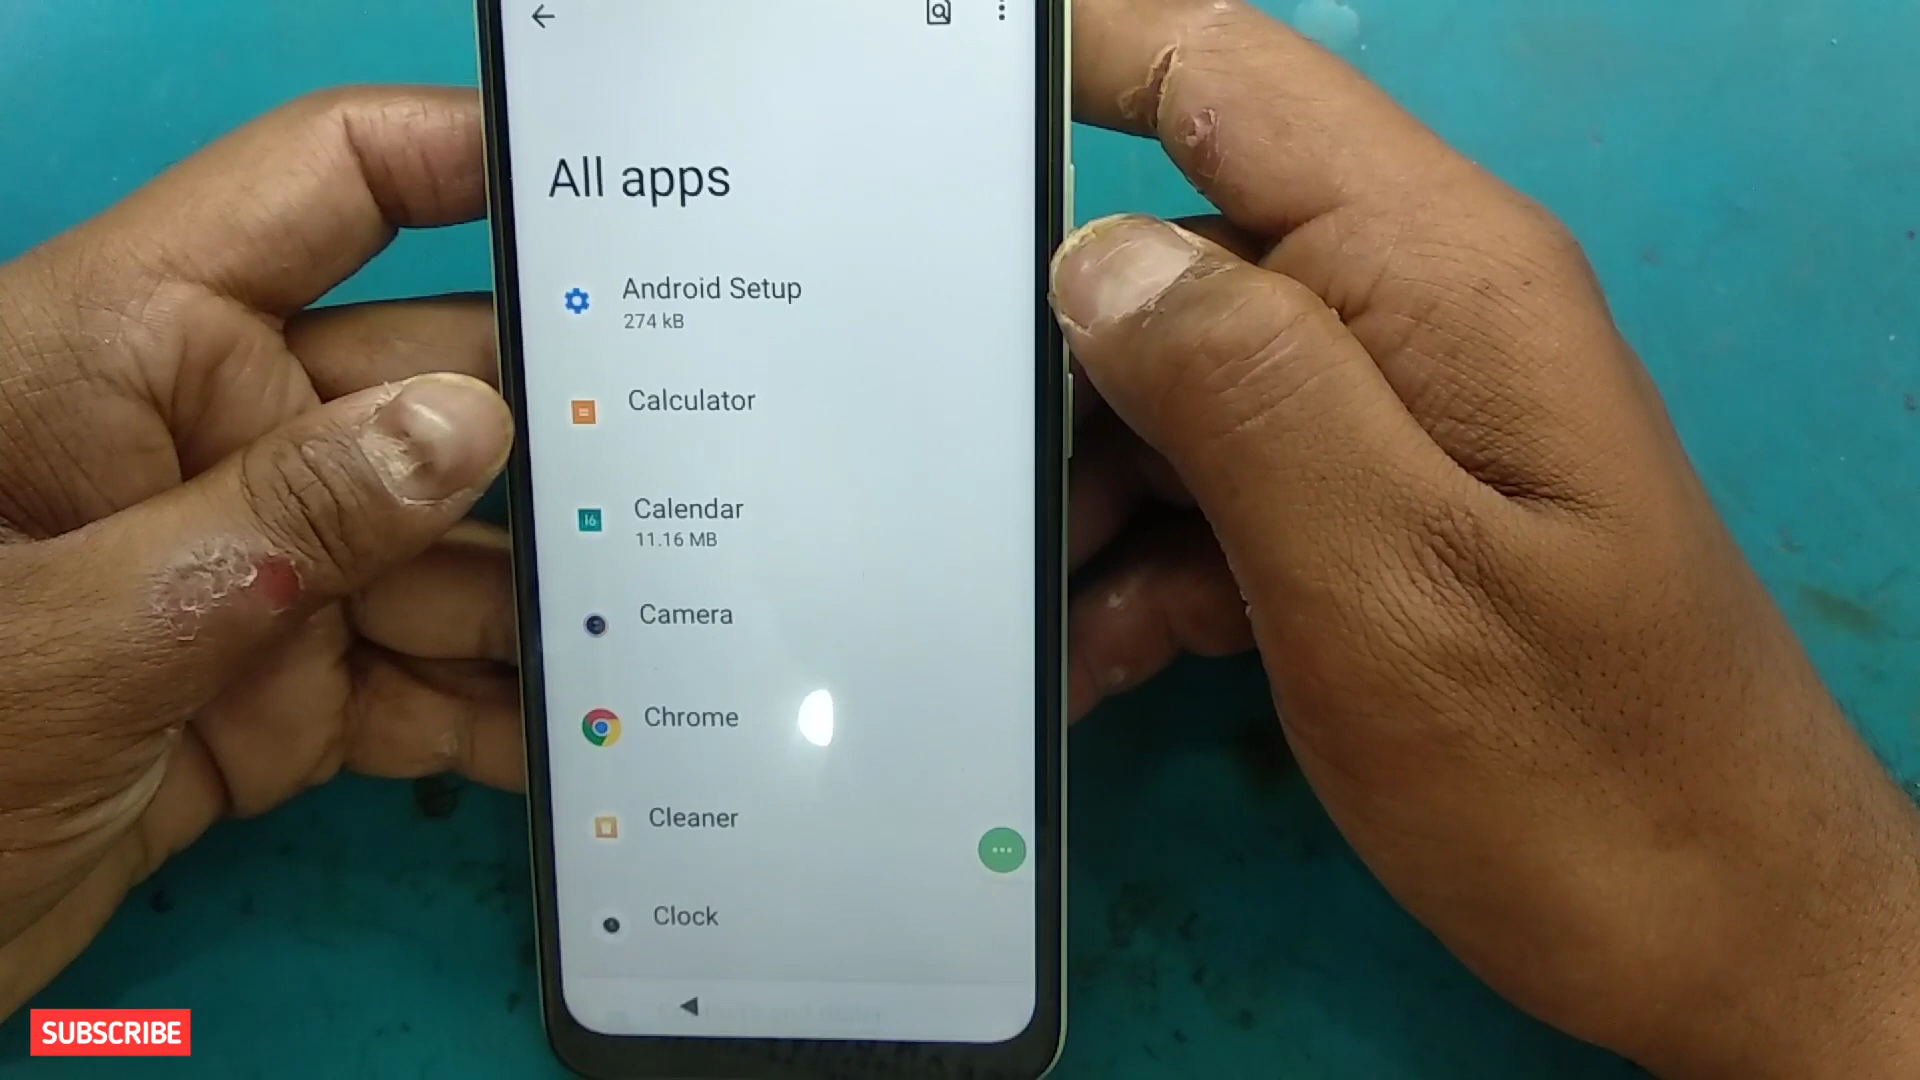 All apps
Android Setup
274 kB
Calculator
16
Calendar
11.16 MB
Camera
Chrome
Cleaner
Clock
SUBSCRIBE